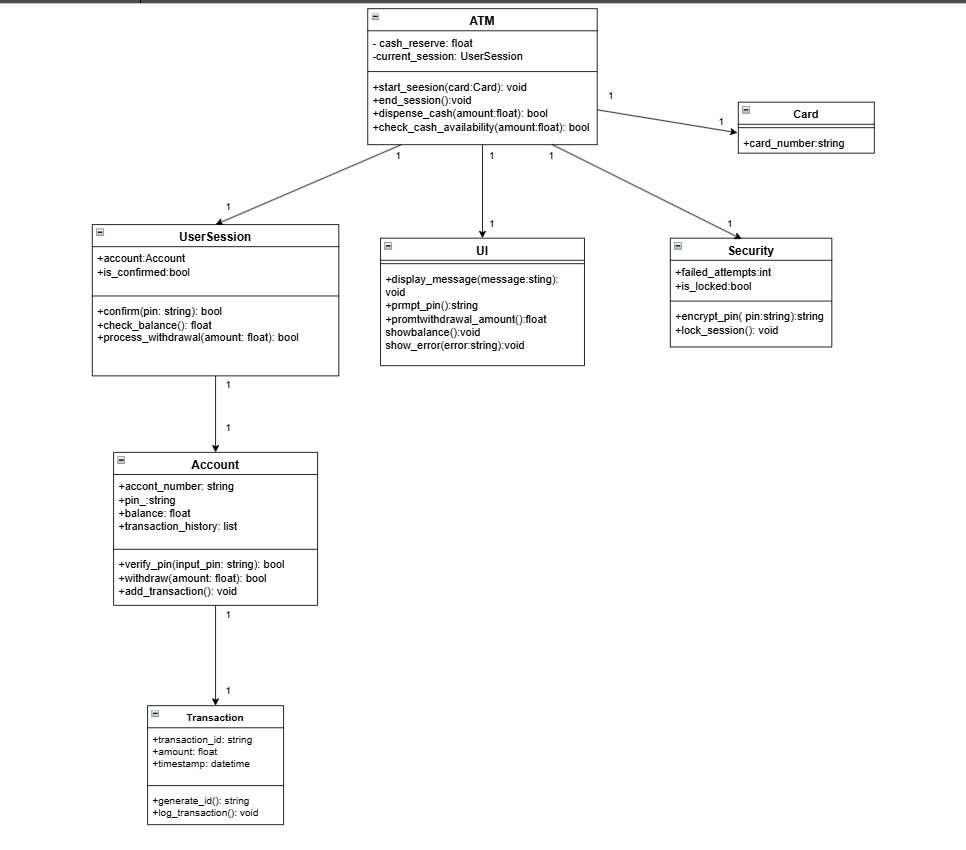 ATM
- cash_reserve: float
-current_session: UserSession
+start_seesion(card:Card): void
+end_session():void
+dispense_cash(amount:float): bool
+check_cash_availability(amount:float): bool
1
1
Card
+card_number:string
1
1
1
1
1
1
UserSession
+account:Account
+is_confirmed:bool
+confirm(pin: string): bool
+check_balance(): float
+process_withdrawal(amount: float): bool
UI
+display_message(message:sting):
void
+prmpt_pin():string
+promtwithdrawal_amount():float
showbalance():void
show_error(error:string):void
Security
+failed_attempts:int
+is_locked:bool
+encrypt_pin( pin:string):string
+lock_session(): void
1
1
Account
+accont_number: string
+pin_:string
+balance: float
+transaction_history: list
+verify_pin(input_pin: string): bool
+withdraw(amount: float): bool
+add_transaction(): void
1
1
Transaction
+transaction_id: string
+amount: float
+timestamp: datetime
+generate_id(): string
+log_transaction(): void